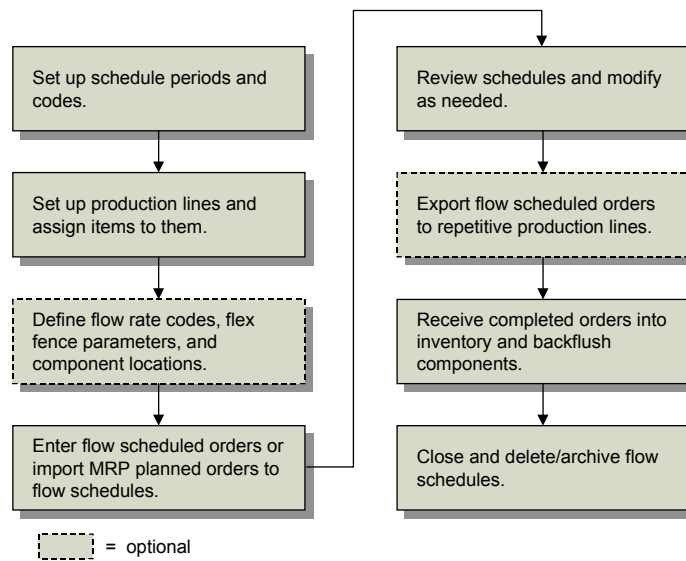 Set up schedule periods and
codes.
Set up production lines and
assign items to them.
Define flow rate codes, flex
fence parameters, and
component locations.
Enter flow scheduled orders or
import MRP planned orders to
flow schedules.
Review schedules and modify
as needed.
Export flow scheduled orders
to repetitive production lines.
Receive completed orders into
inventory and backflush
components.
Close and delete/archive flow
schedules.
= optional